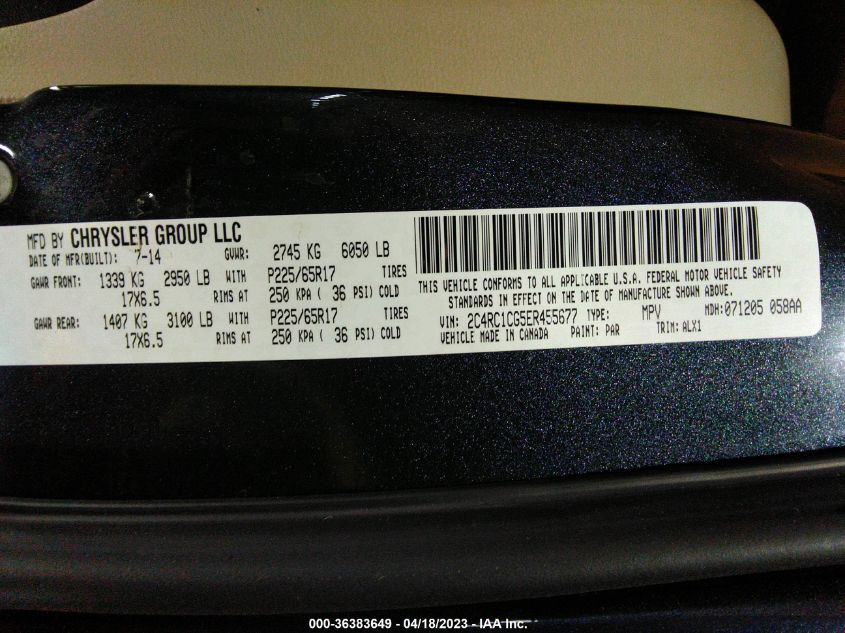 MFD BY CHRYSLER GROUP LLC
DATE OF MFR(BUILT): 7-14 GVWR: 2745 KG 6050 LB
GAWR FRONT: 1339 KG 2950 LB WITH P225/65R17 TIRES
17X6.5 RIMS AT 250 KPA ( 36 PSI) COLD
GAWR REAR: 1407 KG 3100 LB WITH P225/65R17 TIRES
17X6.5 RIMS AT 250 KPA ( 36 PSI) COLD
THIS VEHICLE CONFORMS TO ALL APPLICABLE U.S.A. FEDERAL MOTOR VEHICLE SAFETY
STANDARDS IN EFFECT ON THE DATE OF MANUFACTURE SHOWN ABOVE.
VIN: 2C4RC1CG5ER455677 TYPE: MPV MDH:071205 058AA
VEHICLE MADE IN CANADA PAINT: PAR TRIM: ALX1
000-36383649 - 04/18/2023 - IAA Inc.